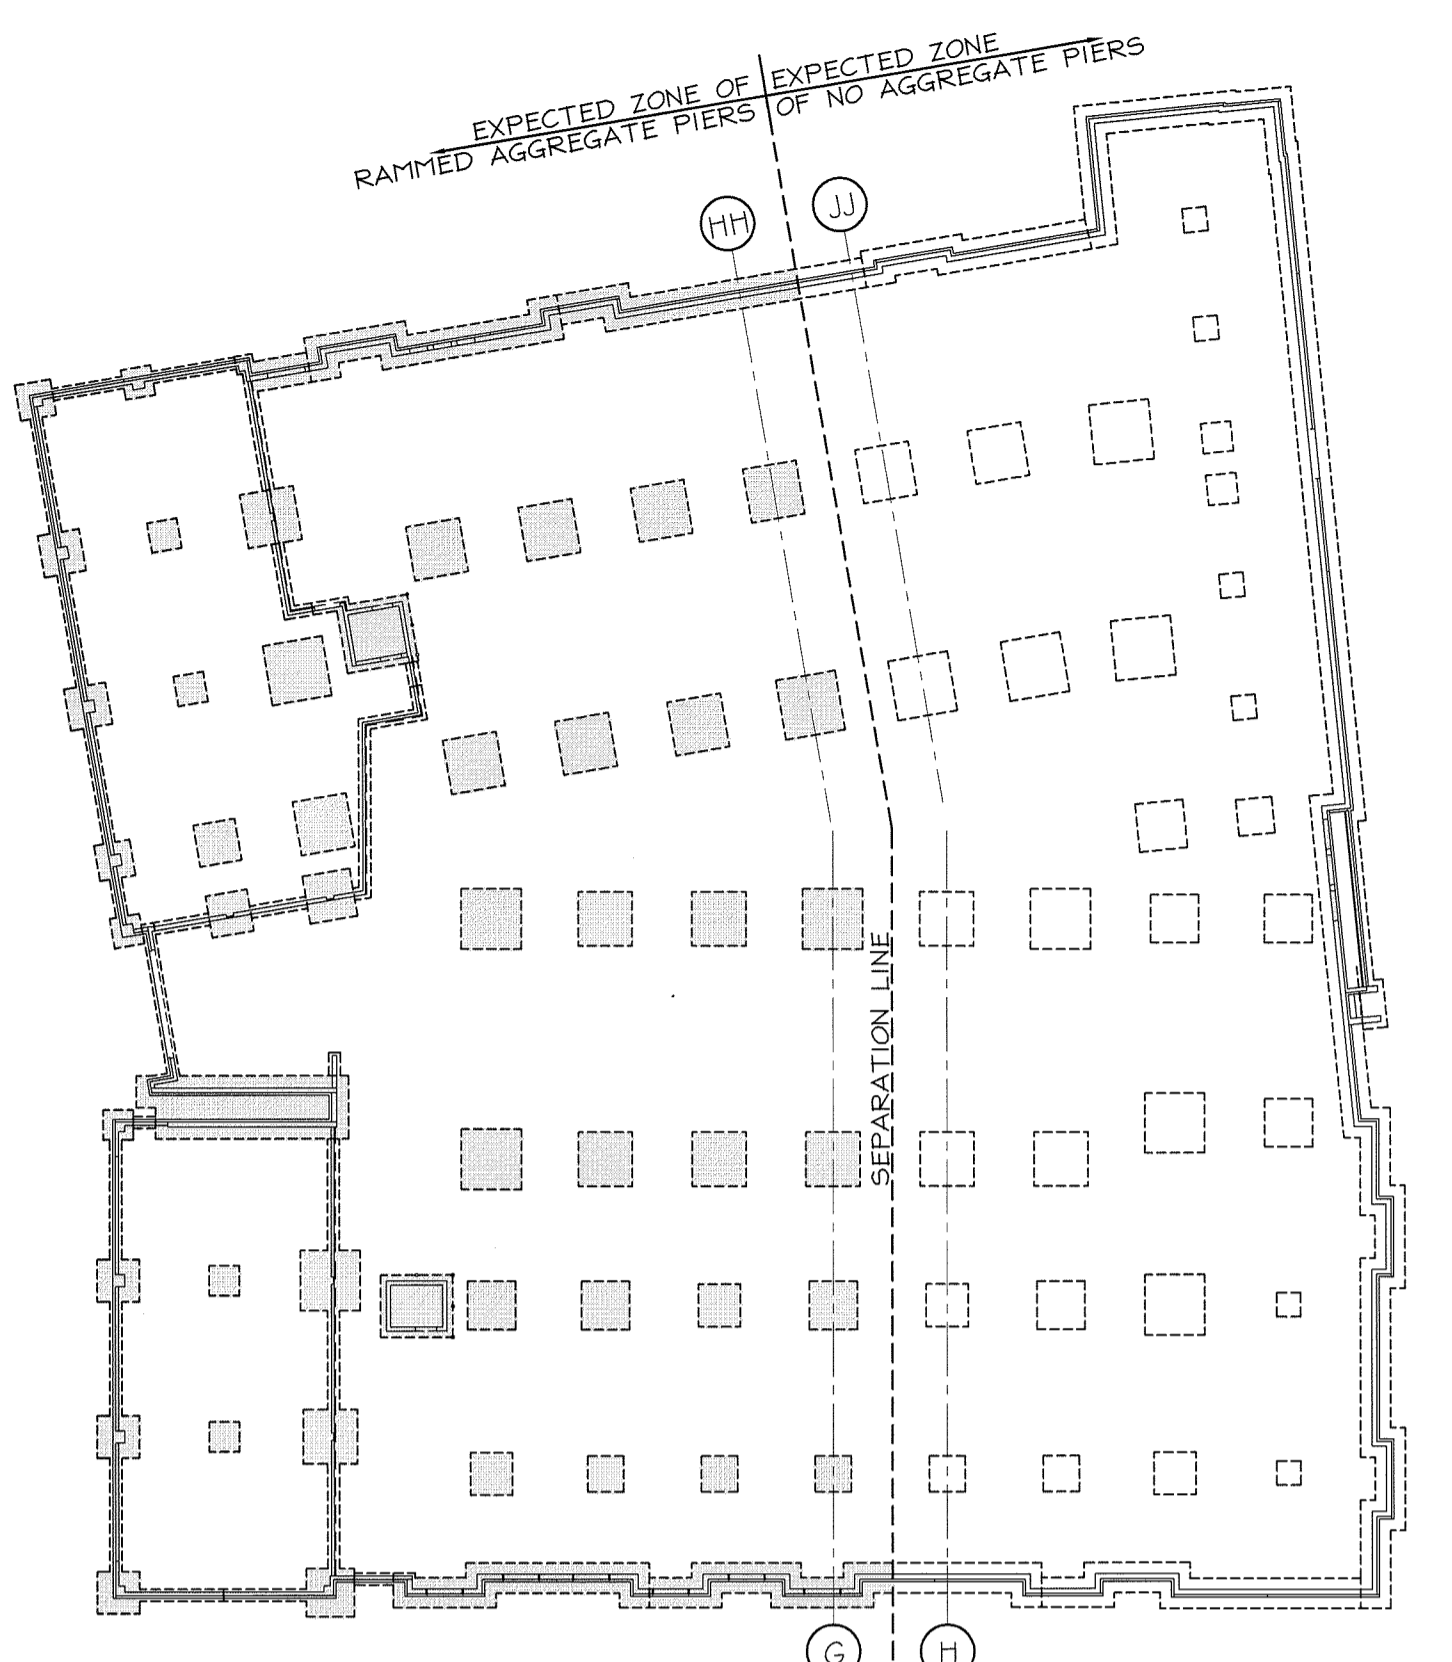 EXPECTED ZONE OF
RAMMED AGGREGATE PIERS
EXPECTED ZONE
OF NO AGGREGATE PIERS
HH
JJ
SEPARATION LINE
G
H